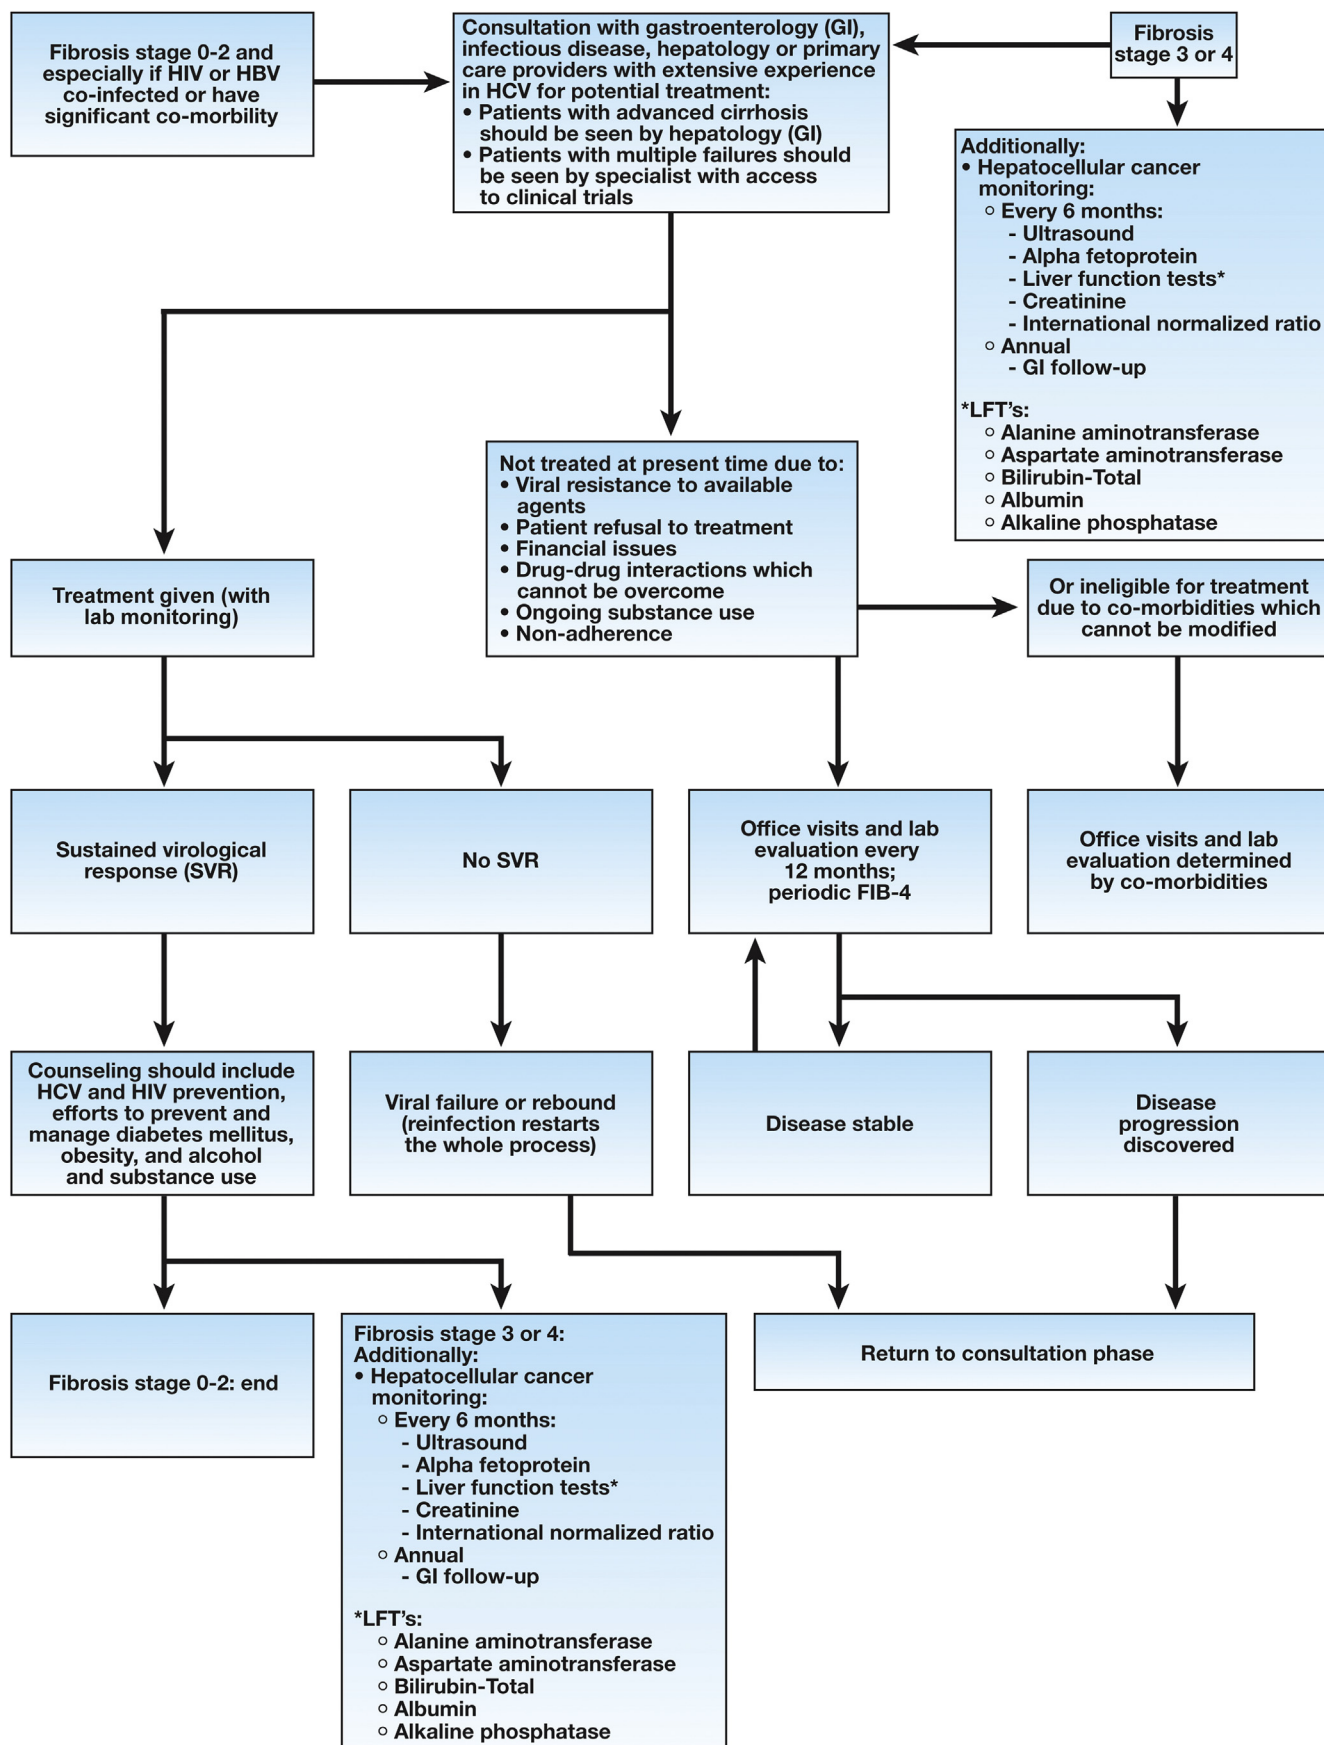 Fibrosis stage 0-2 and
especially if HIV or HBV
co-infected or have
significant co-morbility
Consultation with gastroenterology (GI),
infectious disease, hepatology or primary
care providers with extensive experience
in HCV for potential treatment:
• Patients with advanced cirrhosis
should be seen by hepatology (GI)
• Patients with multiple failures should
be seen by specialist with access
to clinical trials
Fibrosis
stage 3 or 4
Additionally:
• Hepatocellular cancer
monitoring:
○ Every 6 months:
- Ultrasound
- Alpha fetoprotein
- Liver function tests*
- Creatinine
- International normalized ratio
○ Annual
- GI follow-up
*LFT's:
○ Alanine aminotransferase
○ Aspartate aminotransferase
○ Bilirubin-Total
○ Albumin
○ Alkaline phosphatase
Not treated at present time due to:
• Viral resistance to available
agents
• Patient refusal to treatment
• Financial issues
• Drug-drug interactions which
cannot be overcome
• Ongoing substance use
• Non-adherence
Treatment given (with
lab monitoring)
Or ineligible for treatment
due to co-morbidities which
cannot be modified
Sustained virological
response (SVR)
No SVR
Office visits and lab
evaluation every
12 months;
periodic FIB-4
Office visits and lab
evaluation determined
by co-morbidities
Counseling should include
HCV and HIV prevention,
efforts to prevent and
manage diabetes mellitus,
obesity, and alcohol
and substance use
Viral failure or rebound
(reinfection restarts
the whole process)
Disease stable
Disease
progression
discovered
Fibrosis stage 0-2: end
Fibrosis stage 3 or 4:
Additionally:
• Hepatocellular cancer
monitoring:
○ Every 6 months:
- Ultrasound
- Alpha fetoprotein
- Liver function tests*
- Creatinine
- International normalized ratio
○ Annual
- GI follow-up
*LFT's:
○ Alanine aminotransferase
○ Aspartate aminotransferase
○ Bilirubin-Total
○ Albumin
○ Alkaline phosphatase
Return to consultation phase